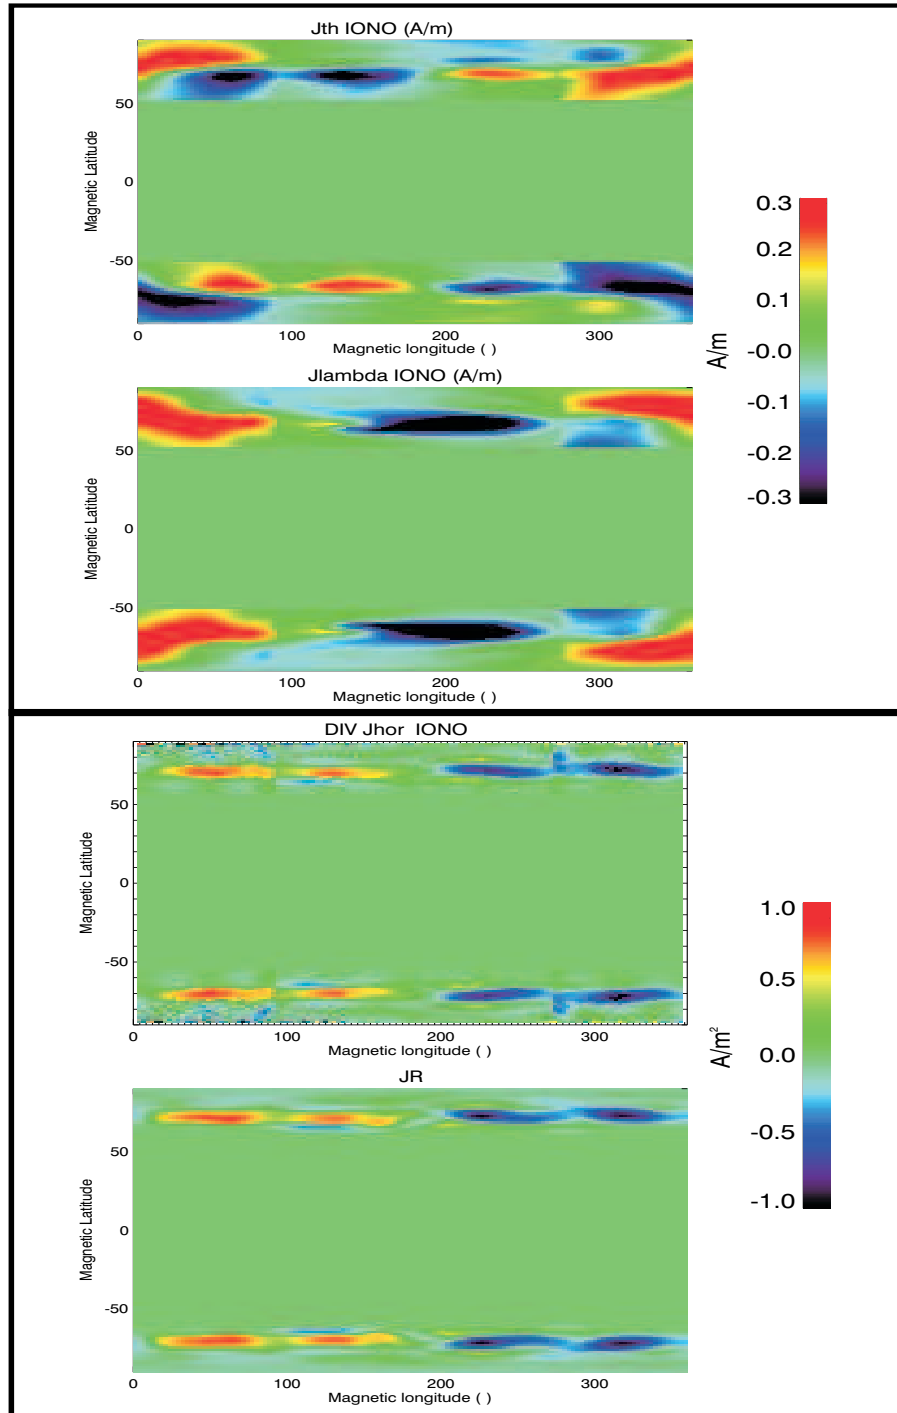 Jth IONO (A/m)
Magnetic Latitude
50
0
-50
0 100 200 300
Magnetic longitude ( )
Jlambda IONO (A/m)
Magnetic Latitude
50
0
-50
0 100 200 300
Magnetic longitude ( )
A/m
0.3
0.2
0.1
-0.0
-0.1
-0.2
-0.3
DIV Jhor IONO
Magnetic Latitude
50
0
-50
0 100 200 300
Magnetic longitude ( )
JR
Magnetic Latitude
50
0
-50
0 100 200 300
Magnetic longitude ( )
A/m²
1.0
0.5
0.0
-0.5
-1.0